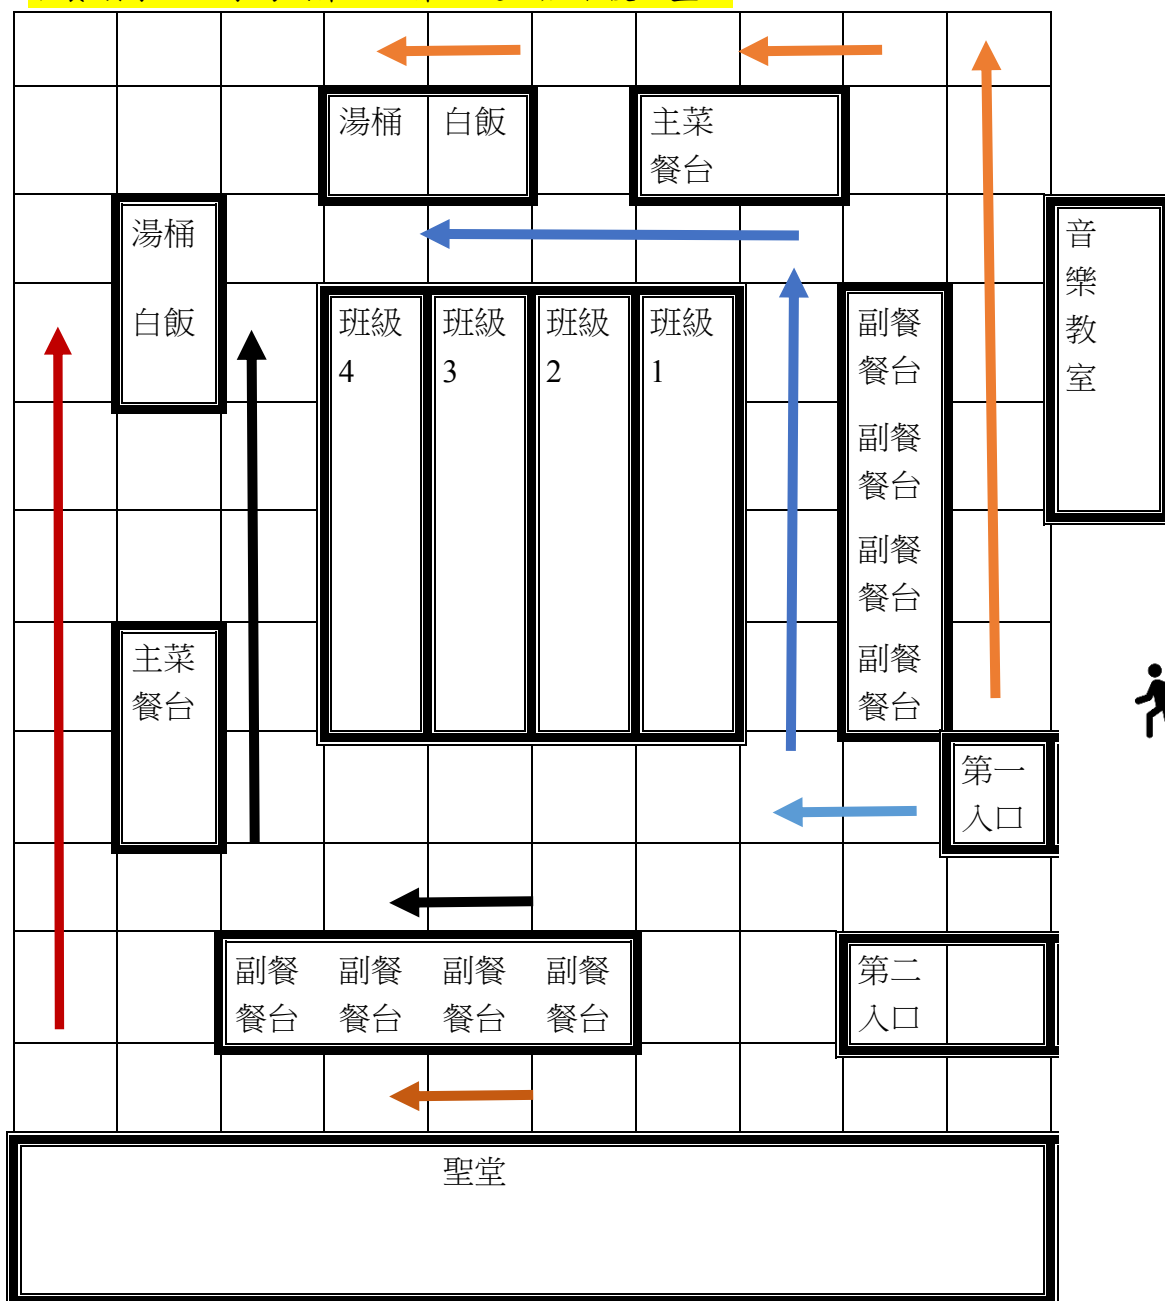 湯桶 白飯
主菜
餐台
湯桶
白飯
音
樂
教
室
班級
4
班級
3
班級
2
班級
1
副餐
餐台
副餐
餐台
副餐
餐台
副餐
餐台
主菜
餐台
第一
入口
副餐
餐台
副餐
餐台
副餐
餐台
副餐
餐台
第二
入口
聖堂